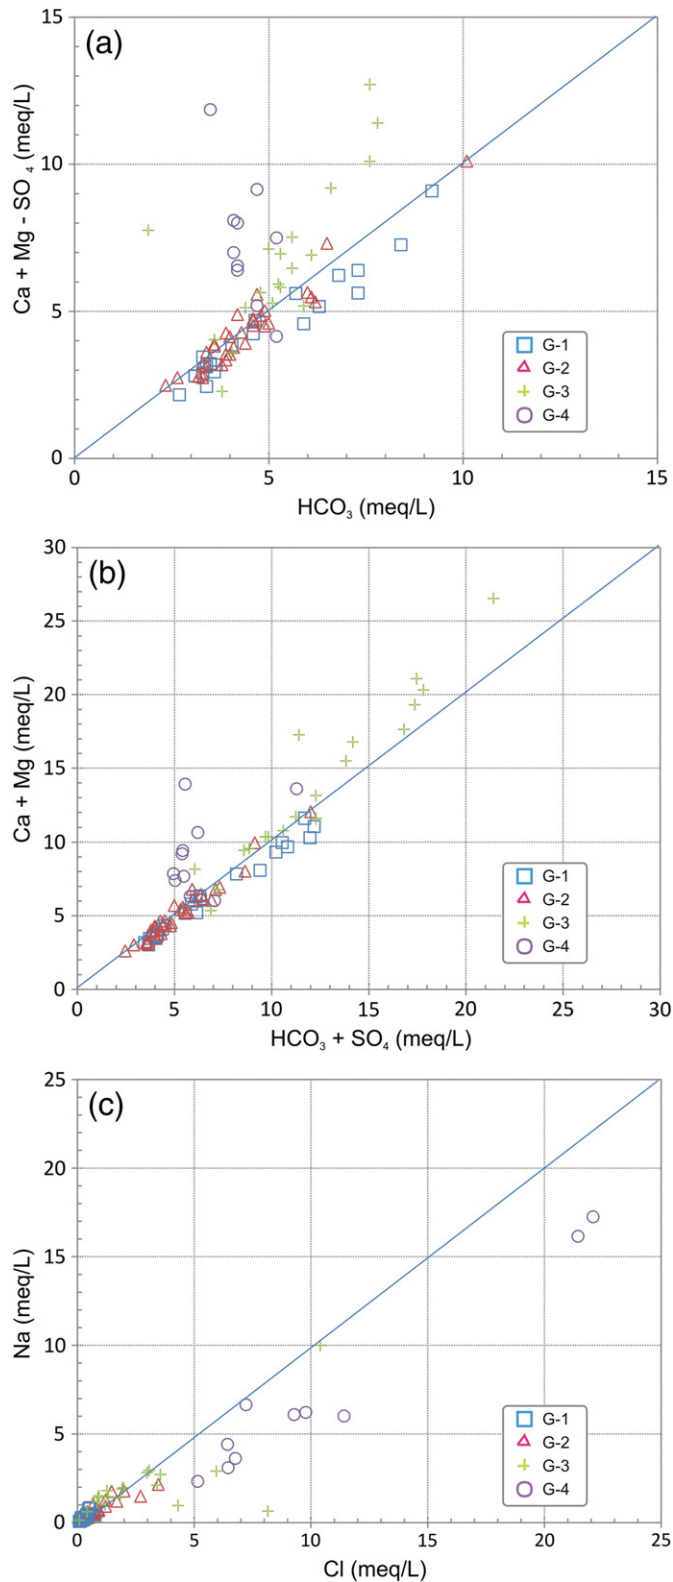 (a)
Ca + Mg - SO₄ (meq/L)
15
10
5
0
0 5 10 15
HCO₃ (meq/L)
G-1
G-2
G-3
G-4
(b)
Ca + Mg (meq/L)
30
25
20
15
10
5
0
0 5 10 15 20 25 30
HCO₃ + SO₄ (meq/L)
G-1
G-2
G-3
G-4
(c)
Na (meq/L)
25
20
15
10
5
0
0 5 10 15 20 25
Cl (meq/L)
G-1
G-2
G-3
G-4